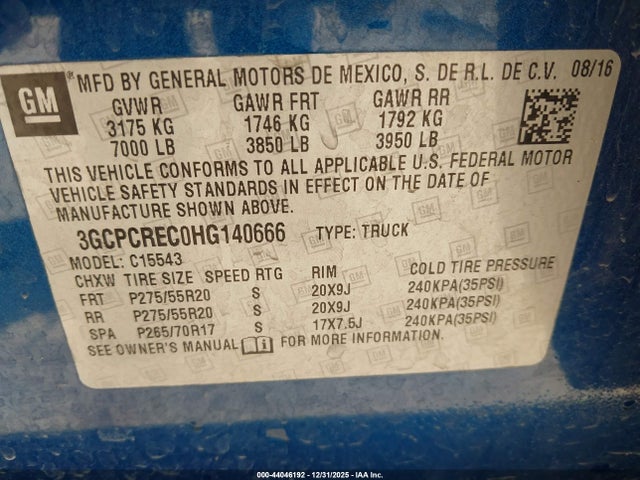 GM
® MFD BY GENERAL MOTORS DE MEXICO, S. DE R.L. DE C.V. 08/16
GVWR GAWR FRT GAWR RR
3175 KG 1746 KG 1792 KG
7000 LB 3850 LB 3950 LB
THIS VEHICLE CONFORMS TO ALL APPLICABLE U.S. FEDERAL MOTOR
VEHICLE SAFETY STANDARDS IN EFFECT ON THE DATE OF
MANUFACTURE SHOWN ABOVE.
3GCPCREC0HG140666 TYPE: TRUCK
MODEL: C15543
CHXW TIRE SIZE SPEED RTG RIM COLD TIRE PRESSURE
FRT P275/55R20 S 20X9J 240KPA(35PSI)
RR P275/55R20 S 20X9J 240KPA(35PSI)
SPA P265/70R17 S 17X7.5J 240KPA(35PSI)
SEE OWNER'S MANUAL FOR MORE INFORMATION.
000-44046192 - 12/31/2025 - IAA Inc.